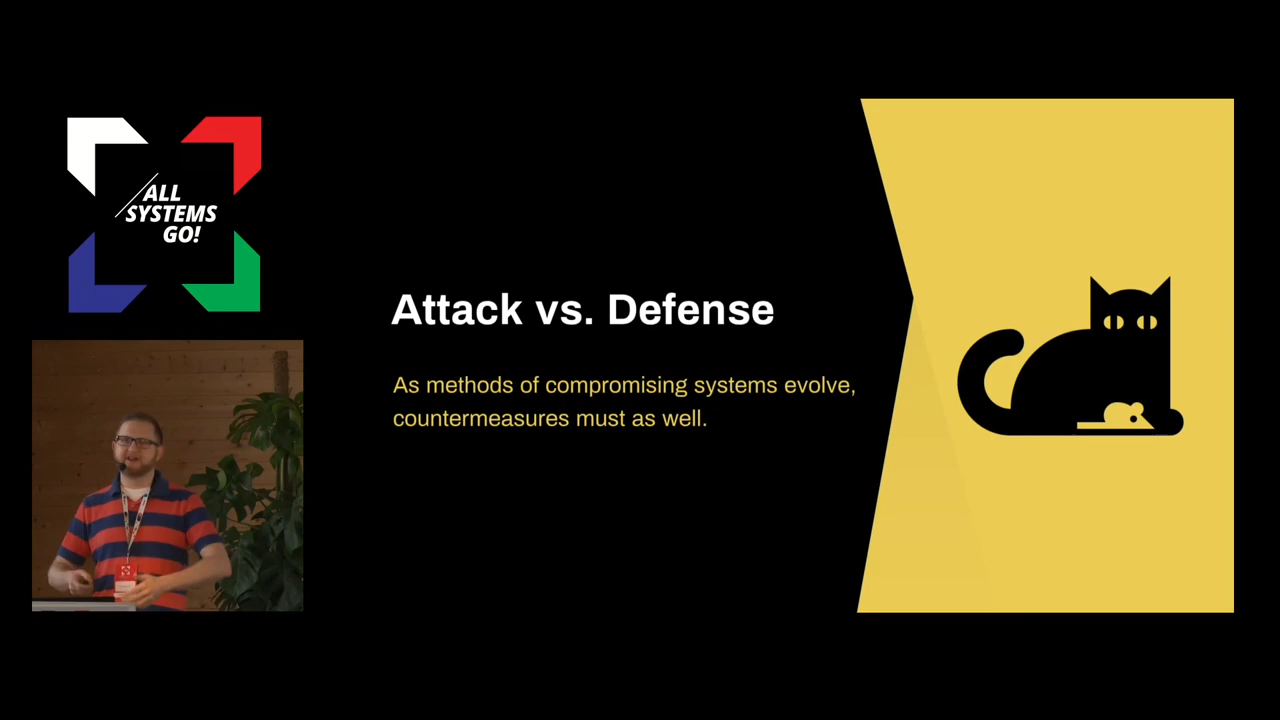 ALL
SYSTEMS
GO!
Attack vs. Defense
As methods of compromising systems evolve,
countermeasures must as well.